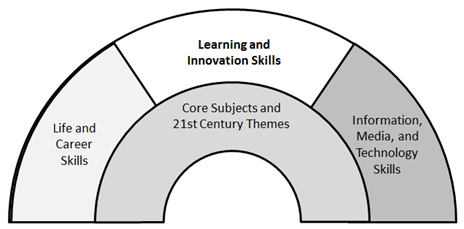 Learning and
Innovation Skills
Core Subjects and
21st Century Themes
Life and
Career
Skills
Information,
Media, and
Technology
Skills